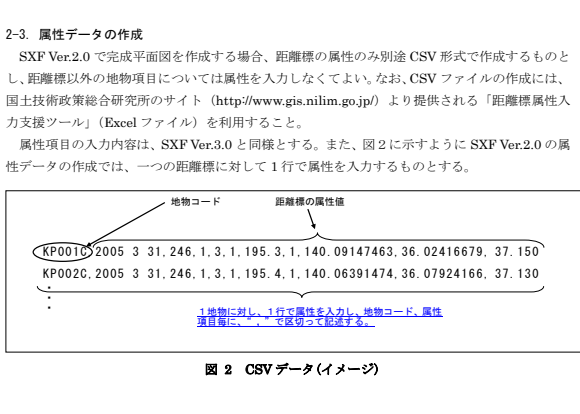 2-3. 属性データの作成
SXF Ver.2.0 で完成平面図を作成する場合、距離標の属性のみ別途 CSV 形式で作成するものと
し、距離標以外の地物項目については属性を入力しなくてよい。なお、CSV ファイルの作成には、
国土技術政策総合研究所のサイト（http://www.gis.nilim.go.jp/）より提供される「距離標属性入
力支援ツール」（Excel ファイル）を利用すること。
属性項目の入力内容は、SXF Ver.3.0 と同様とする。また、図２に示すように SXF Ver.2.0 の属
性データの作成では、一つの距離標に対して 1 行で属性を入力するものとする。
地物コード 距離標の属性値
KP001C,2005 3 31,246,1,3,1,195.3,1,140.09147463,36.02416679, 37.150
KP002C,2005 3 31,246,1,3,1,195.4,1,140.06391474,36.07924166, 37.130
・
・
・
１地物に対し、１行で属性を入力し、地物コード、属性
項目毎に、“，”で区切って記述する。
図 2 CSV データ(イメージ)